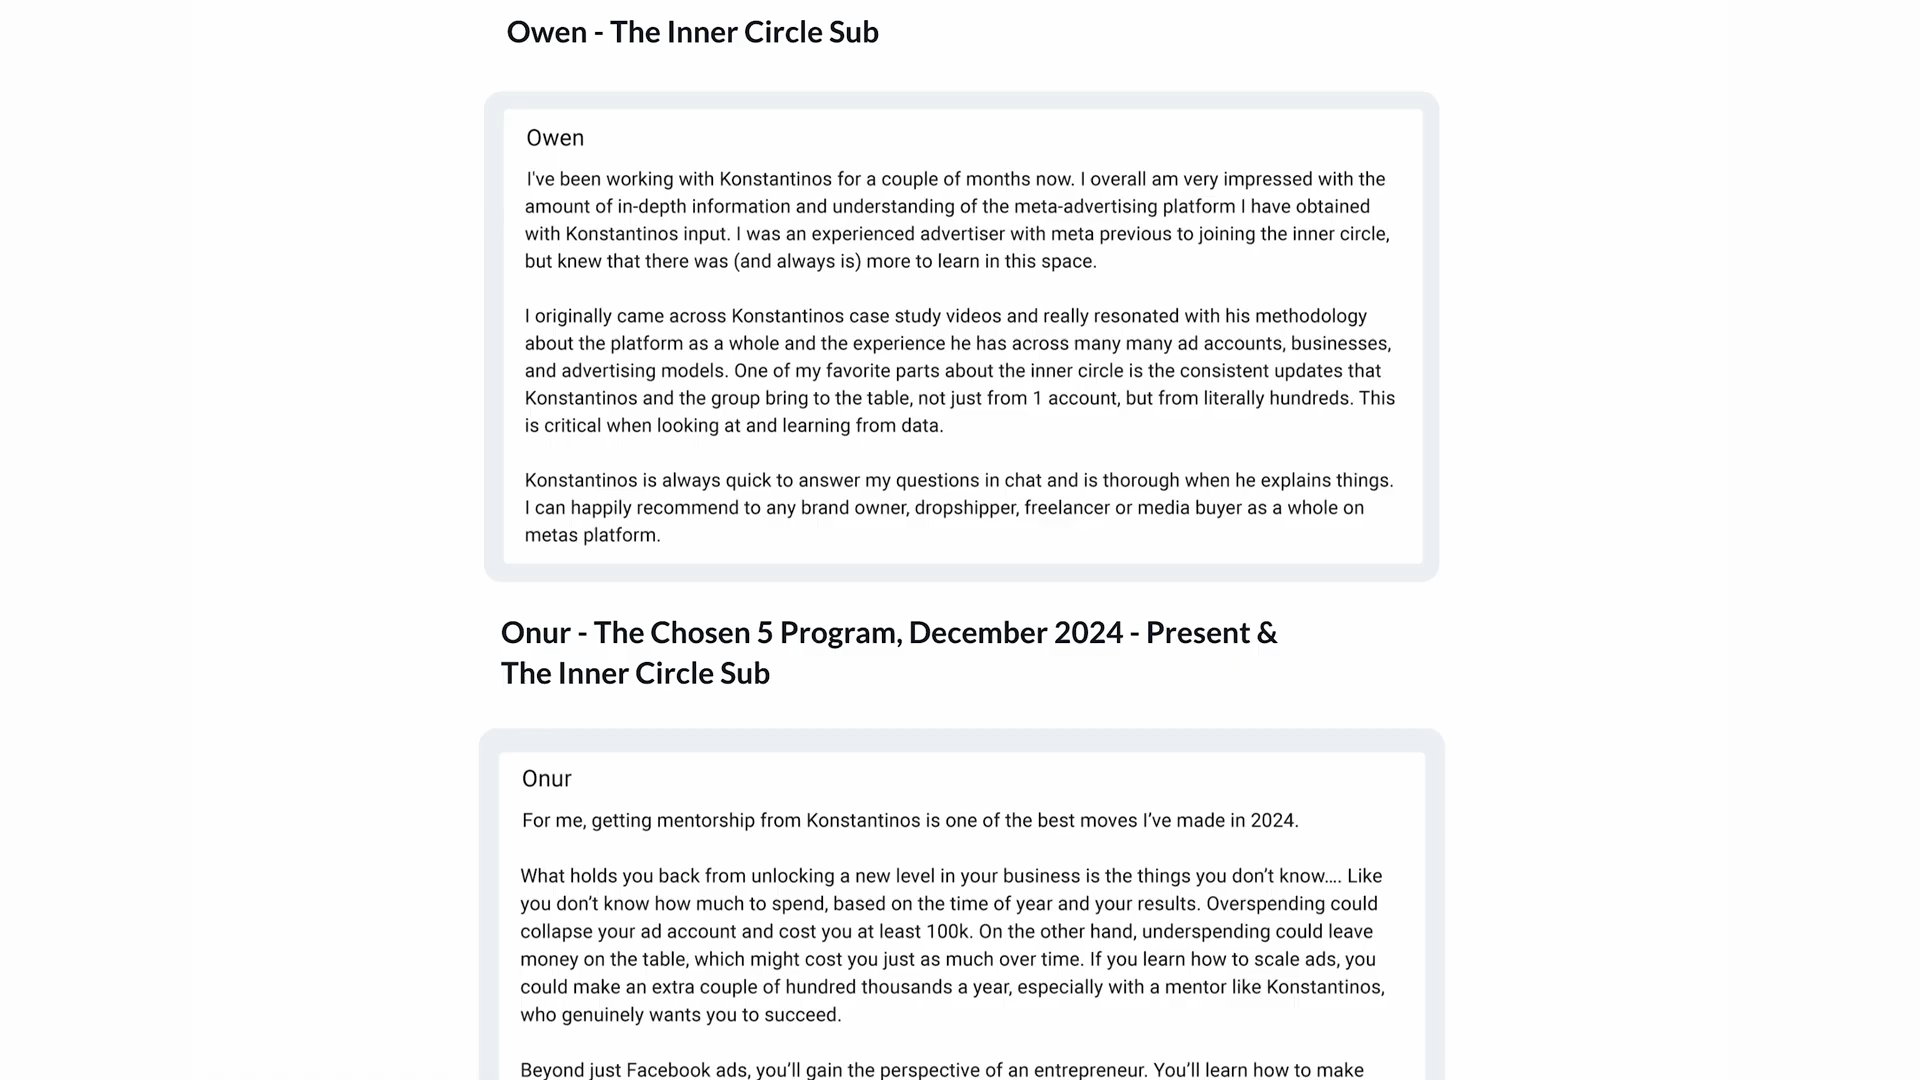 Owen - The Inner Circle Sub
Owen
I've been working with Konstantinos for a couple of months now. I overall am very impressed with the
amount of in-depth information and understanding of the meta-advertising platform I have obtained
with Konstantinos input. I was an experienced advertiser with meta previous to joining the inner circle,
but knew that there was (and always is) more to learn in this space.
I originally came across Konstantinos case study videos and really resonated with his methodology
about the platform as a whole and the experience he has across many many ad accounts, businesses,
and advertising models. One of my favorite parts about the inner circle is the consistent updates that
Konstantinos and the group bring to the table, not just from 1 account, but from literally hundreds. This
is critical when looking at and learning from data.
Konstantinos is always quick to answer my questions in chat and is thorough when he explains things.
I can happily recommend to any brand owner, dropshipper, freelancer or media buyer as a whole on
metas platform.
Onur - The Chosen 5 Program, December 2024 - Present &
The Inner Circle Sub
Onur
For me, getting mentorship from Konstantinos is one of the best moves I’ve made in 2024.
What holds you back from unlocking a new level in your business is the things you don’t know.... Like
you don’t know how much to spend, based on the time of year and your results. Overspending could
collapse your ad account and cost you at least 100k. On the other hand, underspending could leave
money on the table, which might cost you just as much over time. If you learn how to scale ads, you
could make an extra couple of hundred thousands a year, especially with a mentor like Konstantinos,
who genuinely wants you to succeed.
Beyond just Facebook ads, you’ll gain the perspective of an entrepreneur. You’ll learn how to make